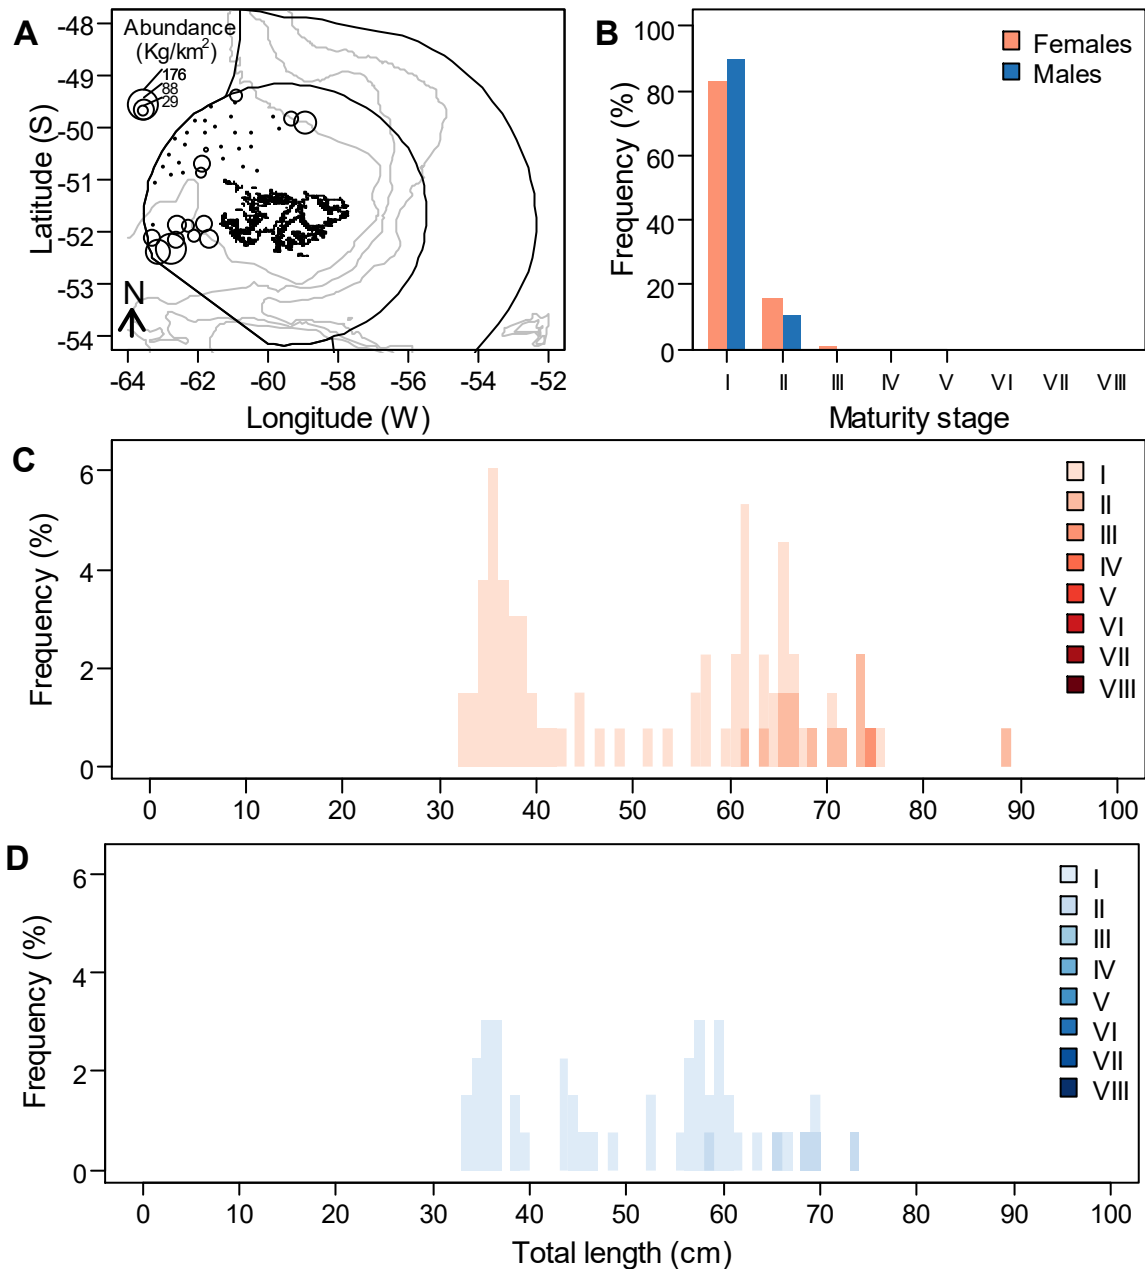 A
Abundance
(Kg/km²)
176
88
29
-48
-49
-50
-51
-52
-53
-54
Latitude (S)
N
-64 -62 -60 -58 -56 -54 -52
Longitude (W)
B
Females
Males
100
80
60
40
20
0
Frequency (%)
I II III IV V VI VII VIII
Maturity stage
C
6
4
2
0
Frequency (%)
I
II
III
IV
V
VI
VII
VIII
0 10 20 30 40 50 60 70 80 90 100
D
6
4
2
0
Frequency (%)
I
II
III
IV
V
VI
VII
VIII
0 10 20 30 40 50 60 70 80 90 100
Total length (cm)